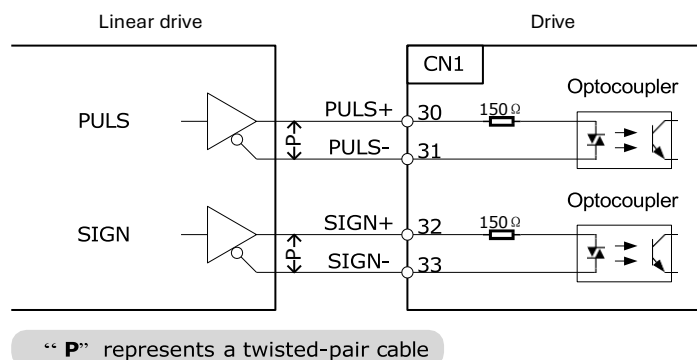 Linear drive
Drive
CN1
Optocoupler
PULS
PULS+
30
150Ω
P
PULS-
31
Optocoupler
SIGN
SIGN+
32
150Ω
P
SIGN-
33
“ P” represents a twisted-pair cable